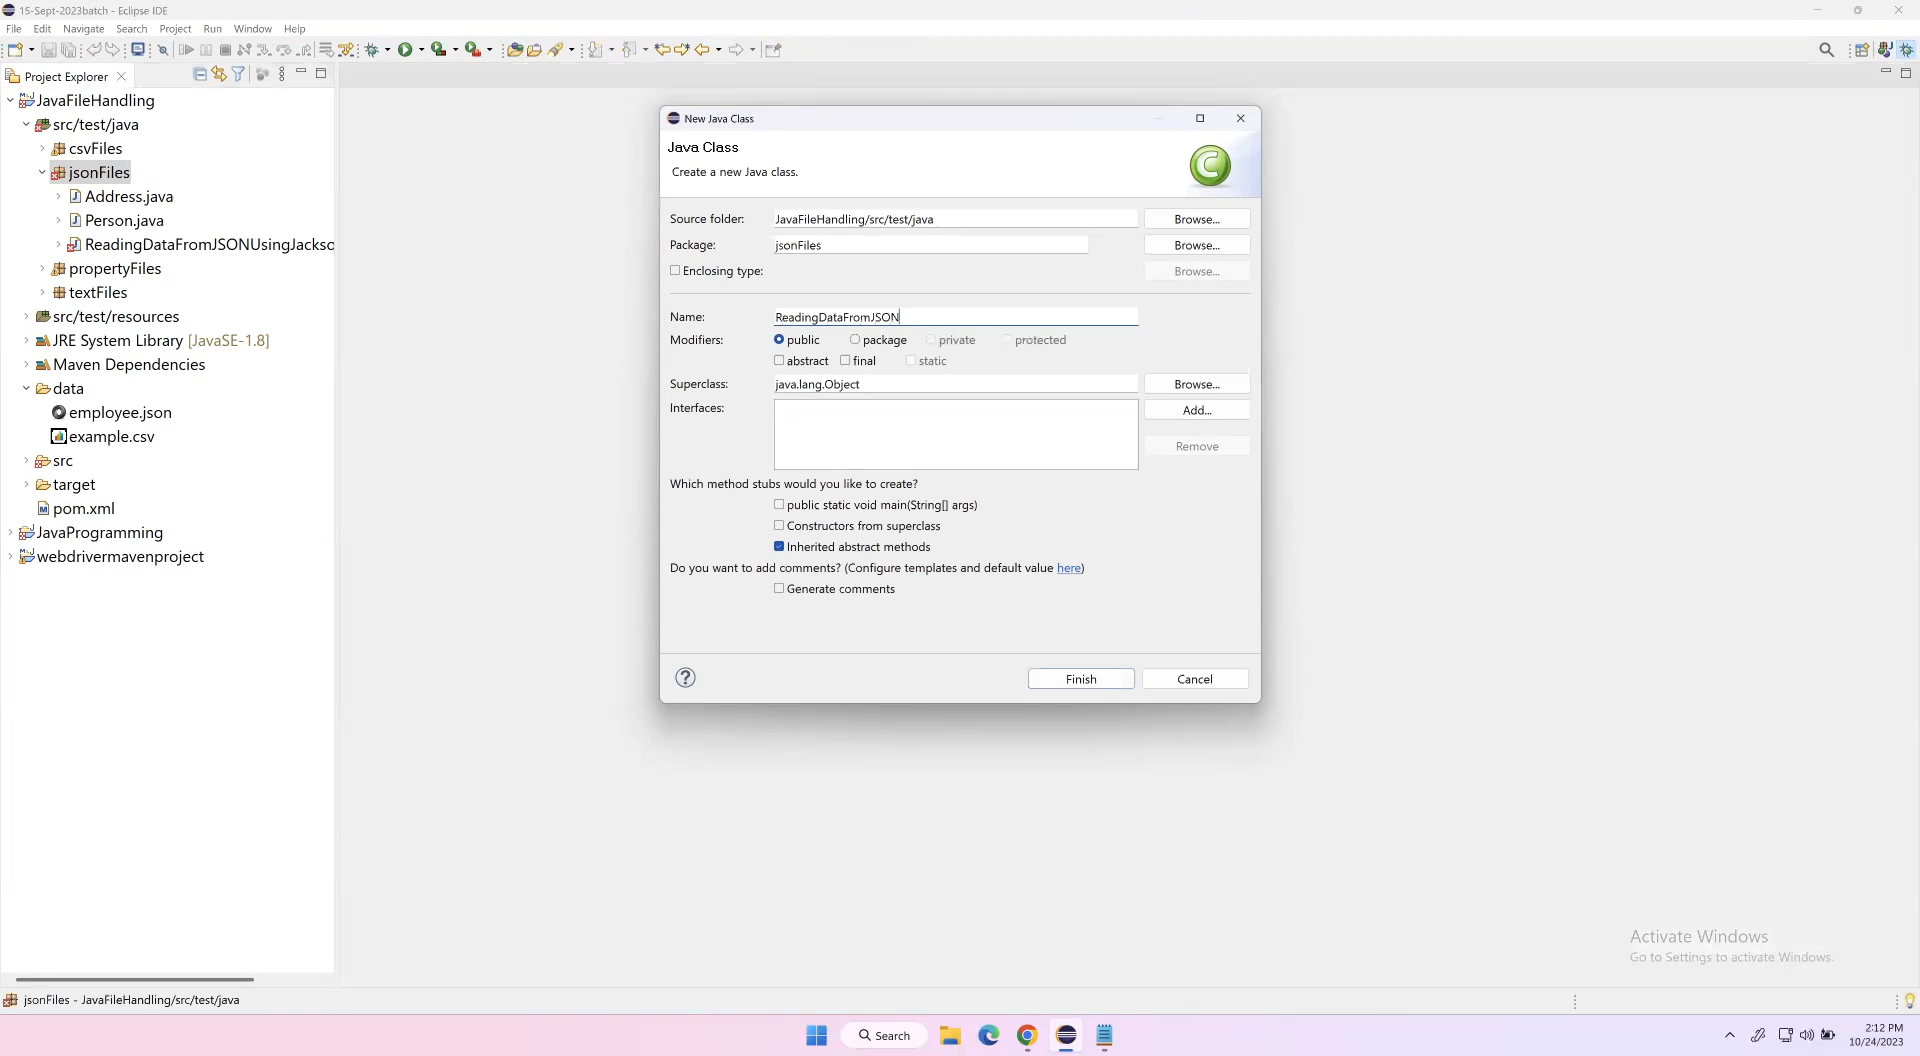 15-Sept-2023batch - Eclipse IDE
File Edit Navigate Search Project Run Window Help
Project Explorer
JavaFileHandling
src/test/java
csvFiles
jsonFiles
Address.java
Person.java
ReadingDataFromJSONUsingJackso
propertyFiles
textFiles
src/test/resources
JRE System Library [JavaSE-1.8]
Maven Dependencies
data
employee.json
example.csv
src
target
pom.xml
JavaProgramming
webdrivermavenproject
New Java Class
Java Class
Create a new Java class.
Source folder: JavaFileHandling/src/test/java Browse...
Package: jsonFiles Browse...
Enclosing type: Browse...
Name: ReadingDataFromJSON
Modifiers: public package private protected
abstract final static
Superclass: java.lang.Object Browse...
Interfaces: Add...
Remove
Which method stubs would you like to create?
public static void main(String[] args)
Constructors from superclass
Inherited abstract methods
Do you want to add comments? (Configure templates and default value here)
Generate comments
Finish Cancel
Activate Windows
Go to Settings to activate Windows.
jsonFiles - JavaFileHandling/src/test/java
Search
2:12 PM
10/24/2023